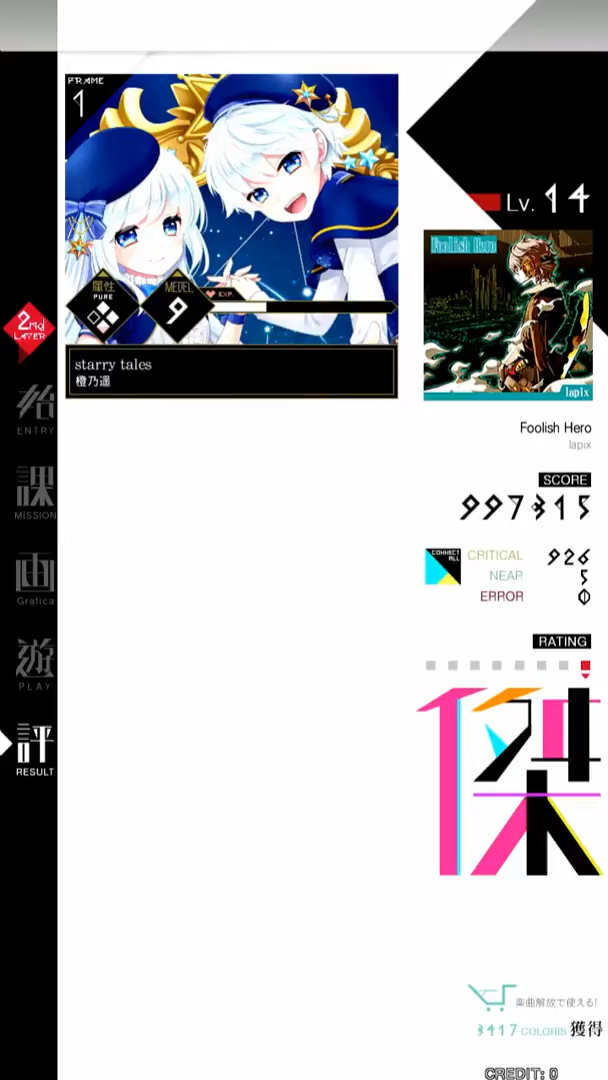 FRAME
1
属性
PURE
MEDEL
9
EXP.
starry tales
橙乃遥
Lv. 14
Foolish Hero
lapix
Foolish Hero
lapix
SCORE
997315
CONNECT
ALL
CRITICAL 926
NEAR 5
ERROR 0
RATING
傑
楽曲解放で使える!
3417 COLORIS 獲得
CREDIT: 0
2nd
LAYER
始
ENTRY
課
MISSION
画
Grafica
遊
PLAY
評
RESULT